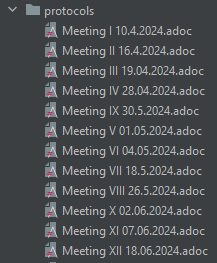 protocols
Meeting I 10.4.2024.adoc
Meeting II 16.4.2024.adoc
Meeting III 19.04.2024.adoc
Meeting IV 28.04.2024.adoc
Meeting IX 30.5.2024.adoc
Meeting V 01.05.2024.adoc
Meeting VI 04.05.2024.adoc
Meeting VII 18.5.2024.adoc
Meeting VIII 26.5.2024.adoc
Meeting X 02.06.2024.adoc
Meeting XI 07.06.2024.adoc
Meeting XII 18.06.2024.adoc